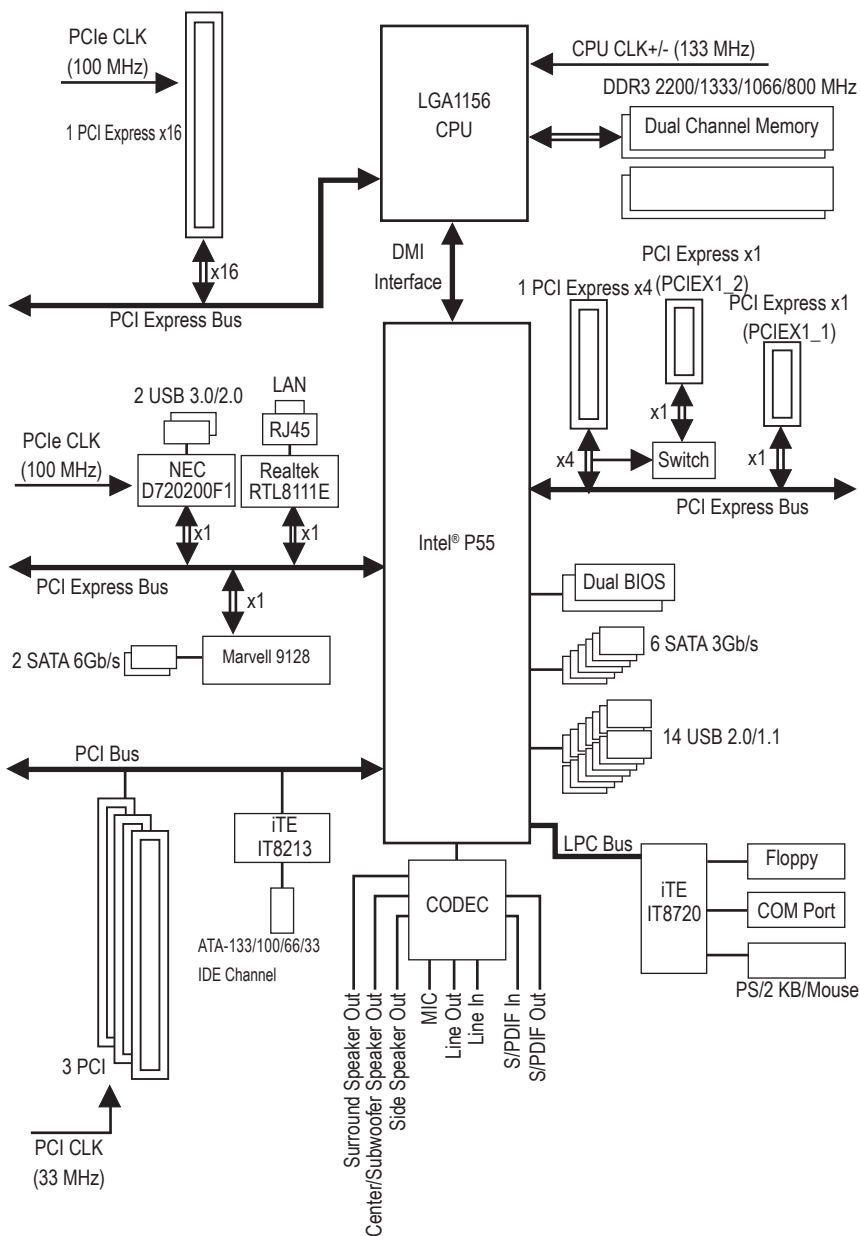 PCIe CLK
(100 MHz)
1 PCI Express x16
x16
PCI Express Bus
LGA1156
CPU
CPU CLK+/- (133 MHz)
DDR3 2200/1333/1066/800 MHz
Dual Channel Memory
DMI
Interface
PCI Express x1
(PCIEX1_2)
1 PCI Express x4
PCI Express x1
(PCIEX1_1)
x1
x4
Switch
x1
PCI Express Bus
2 USB 3.0/2.0
LAN
RJ45
PCIe CLK
(100 MHz)
NEC
D720200F1
Realtek
RTL8111E
x1
x1
PCI Express Bus
x1
2 SATA 6Gb/s
Marvell 9128
Intel® P55
Dual BIOS
6 SATA 3Gb/s
14 USB 2.0/1.1
PCI Bus
iTE
IT8213
ATA-133/100/66/33
IDE Channel
3 PCI
PCI CLK
(33 MHz)
LPC Bus
iTE
IT8720
Floppy
COM Port
PS/2 KB/Mouse
CODEC
Surround Speaker Out
Center/Subwoofer Speaker Out
Side Speaker Out
MIC
Line Out
Line In
S/PDIF In
S/PDIF Out